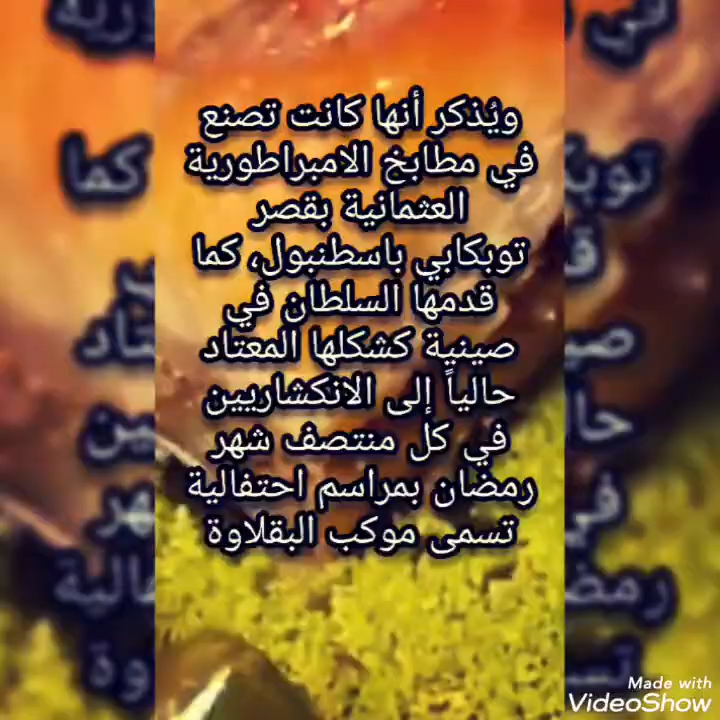 ويُذكر أنها كانت تصنع
في مطابخ الامبراطورية
العثمانية بقصر
توبكابي باسطنبول، كما
قدمها السلطان في
صينية كشكلها المعتاد
حالياً إلى الانكشاريين
في كل منتصف شهر
رمضان بمراسم احتفالية
تسمى موكب البقلاوة
Made with
VideoShow